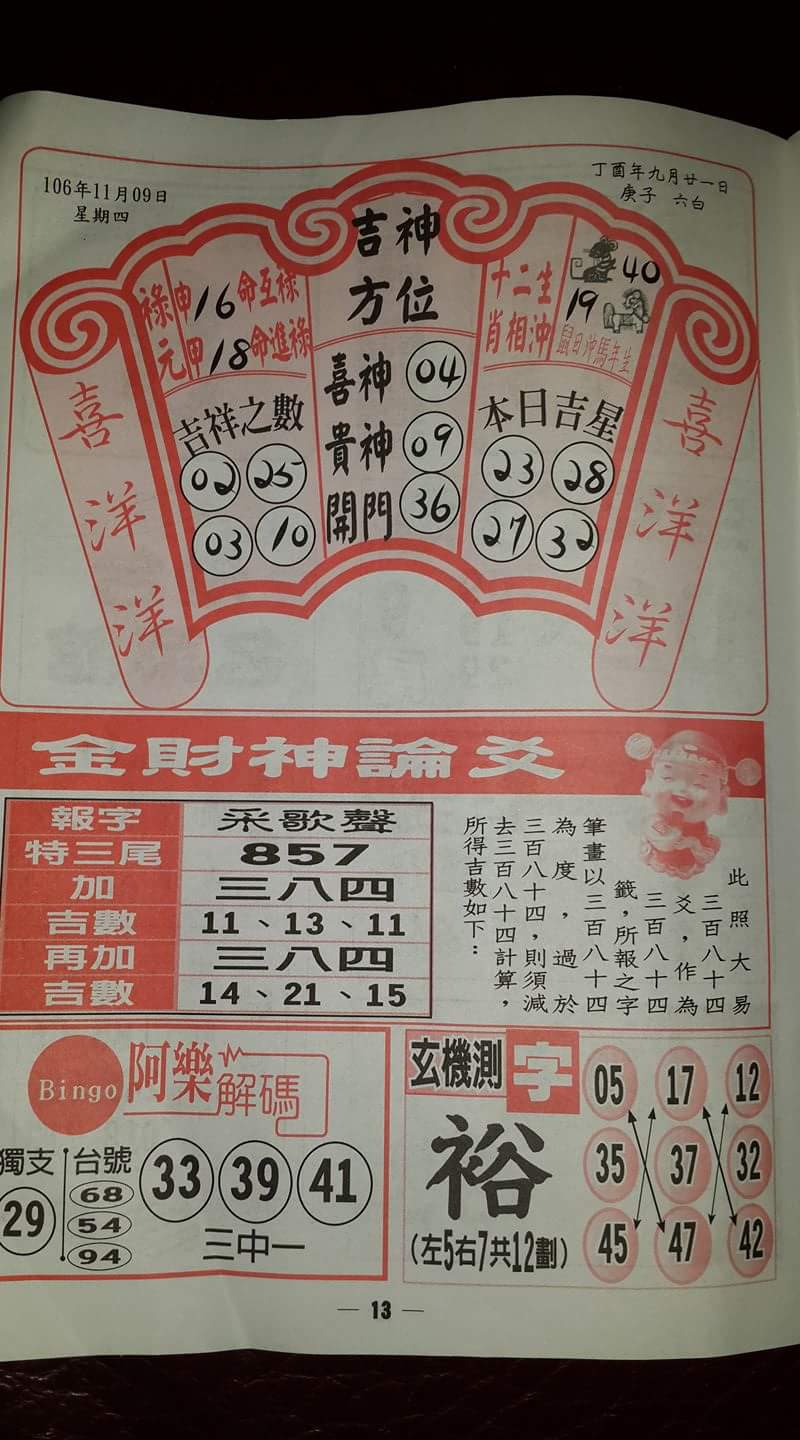 106年11月09日
星期四
丁酉年九月廿一日
庚子 六白
吉神
方位
喜神 04
貴神 09
開門 36
祿元
申16命互祿
甲18命進祿
吉祥之數
02 25
03 10
十二生
肖相沖
40
19
鼠日沖馬年生
本日吉星
23 28
27 32
喜洋洋
喜洋洋
金財神論爻
報字 采歌聲
特三尾 857
加 三八四
吉數 11、13、11
再加 三八四
吉數 14、21、15
此照大易
三百八十四
爻，作為
三百八十四
籤，所報之字
筆畫以三百八十四
為度，過於
三百八十四，則須減
去三百八十四計算，
所得吉數如下：
Bingo 阿樂解碼
獨支 29
台號
68
54
94
33 39 41
三中一
玄機測字
裕
(左5右7共12劃)
05 17 12
35 37 32
45 47 42
— 13 —